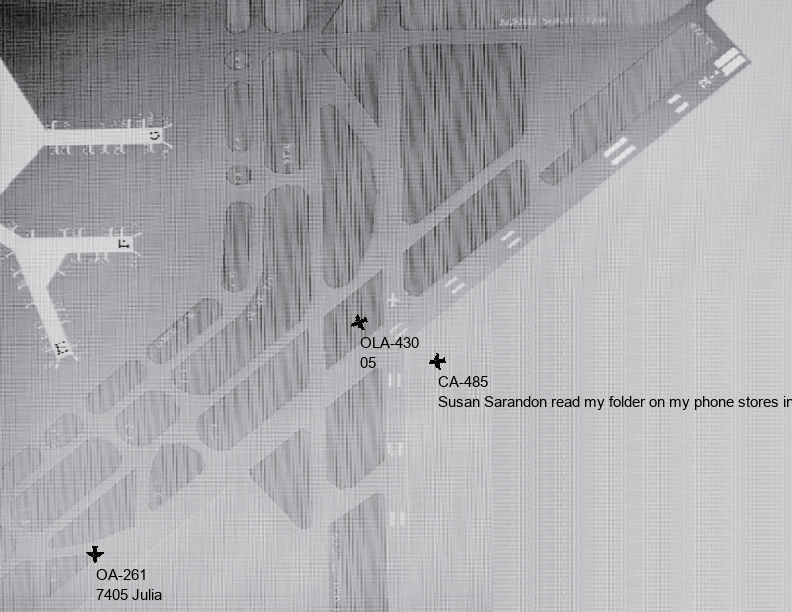 G
F
E
OLA-430
05
CA-485
Susan Sarandon read my folder on my phone stores in
OA-261
7405 Julia